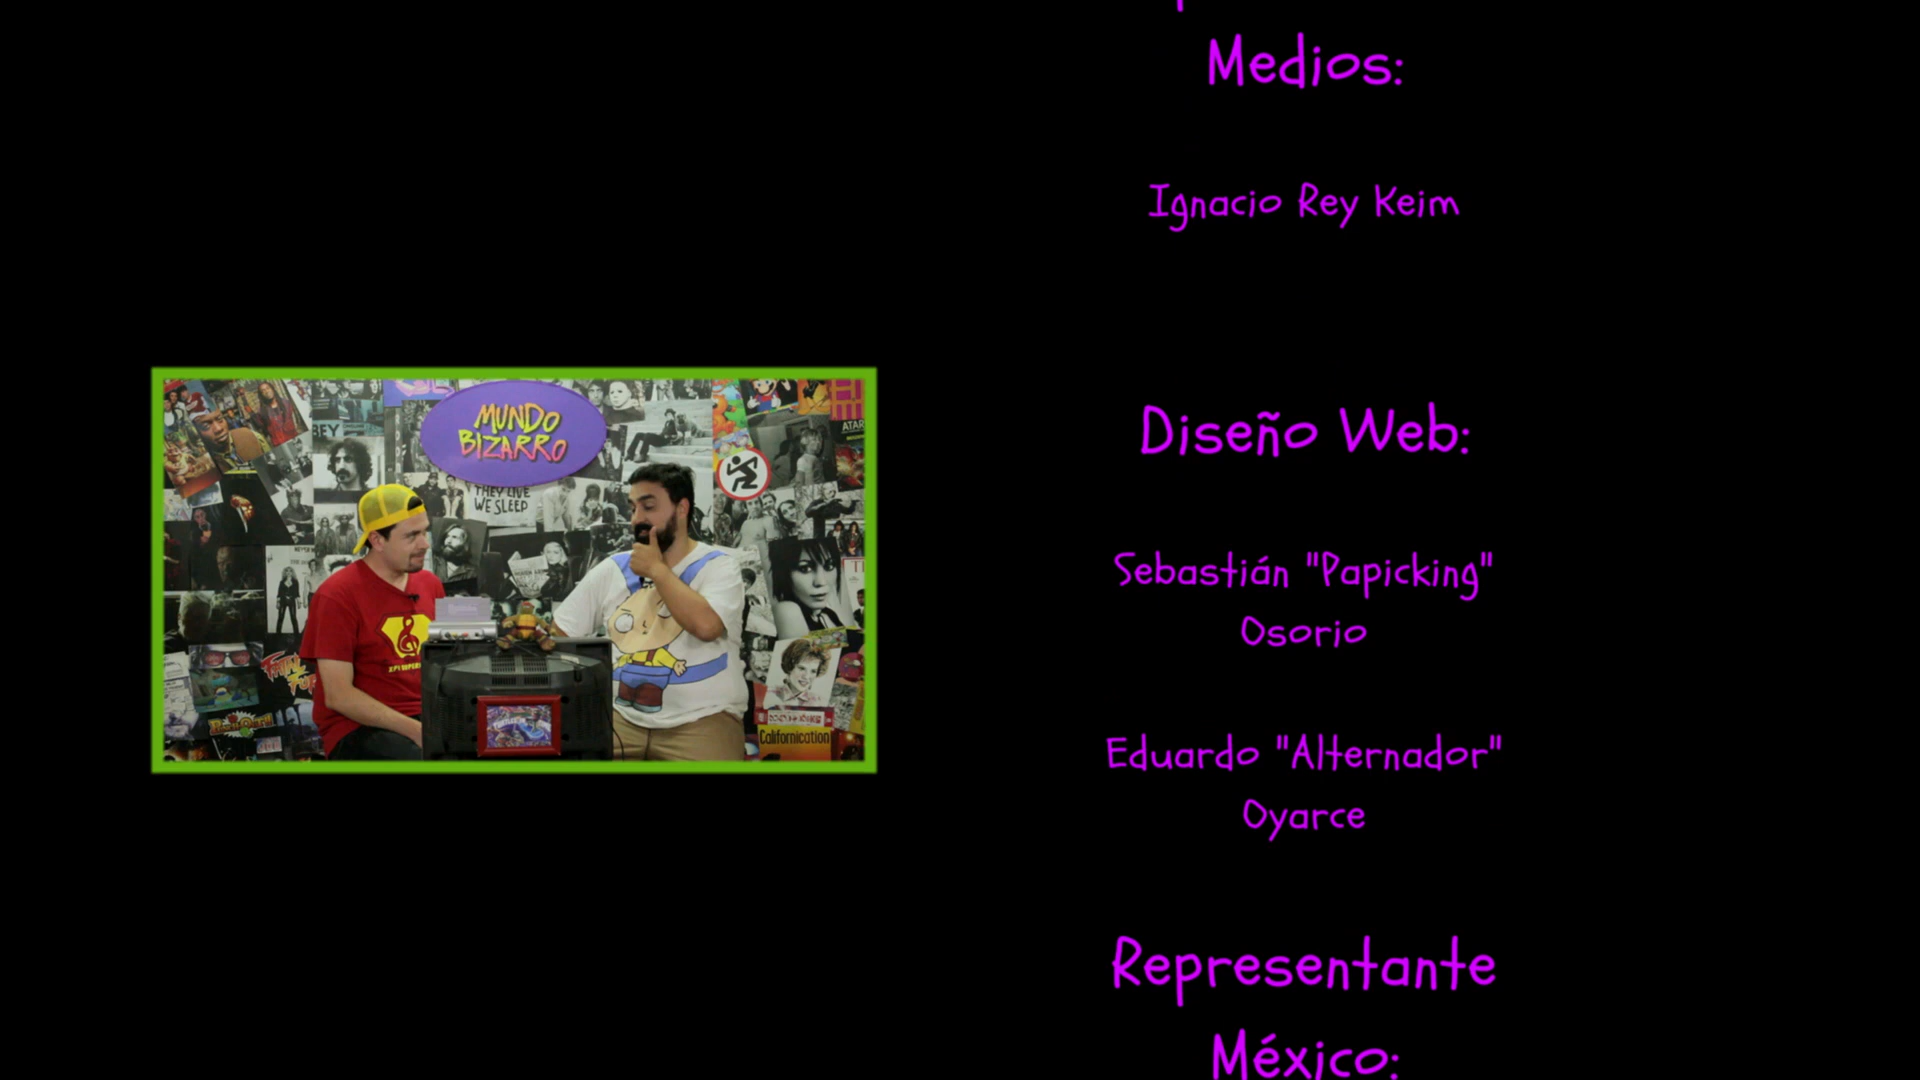 MUNDO
BIZARRO
THEY LIVE
WE SLEEP
ATAR
Californication
Medios:
Ignacio Rey Keim
Diseño Web:
Sebastián "Papicking"
Osorio
Eduardo "Alternador"
Oyarce
Representante
México: